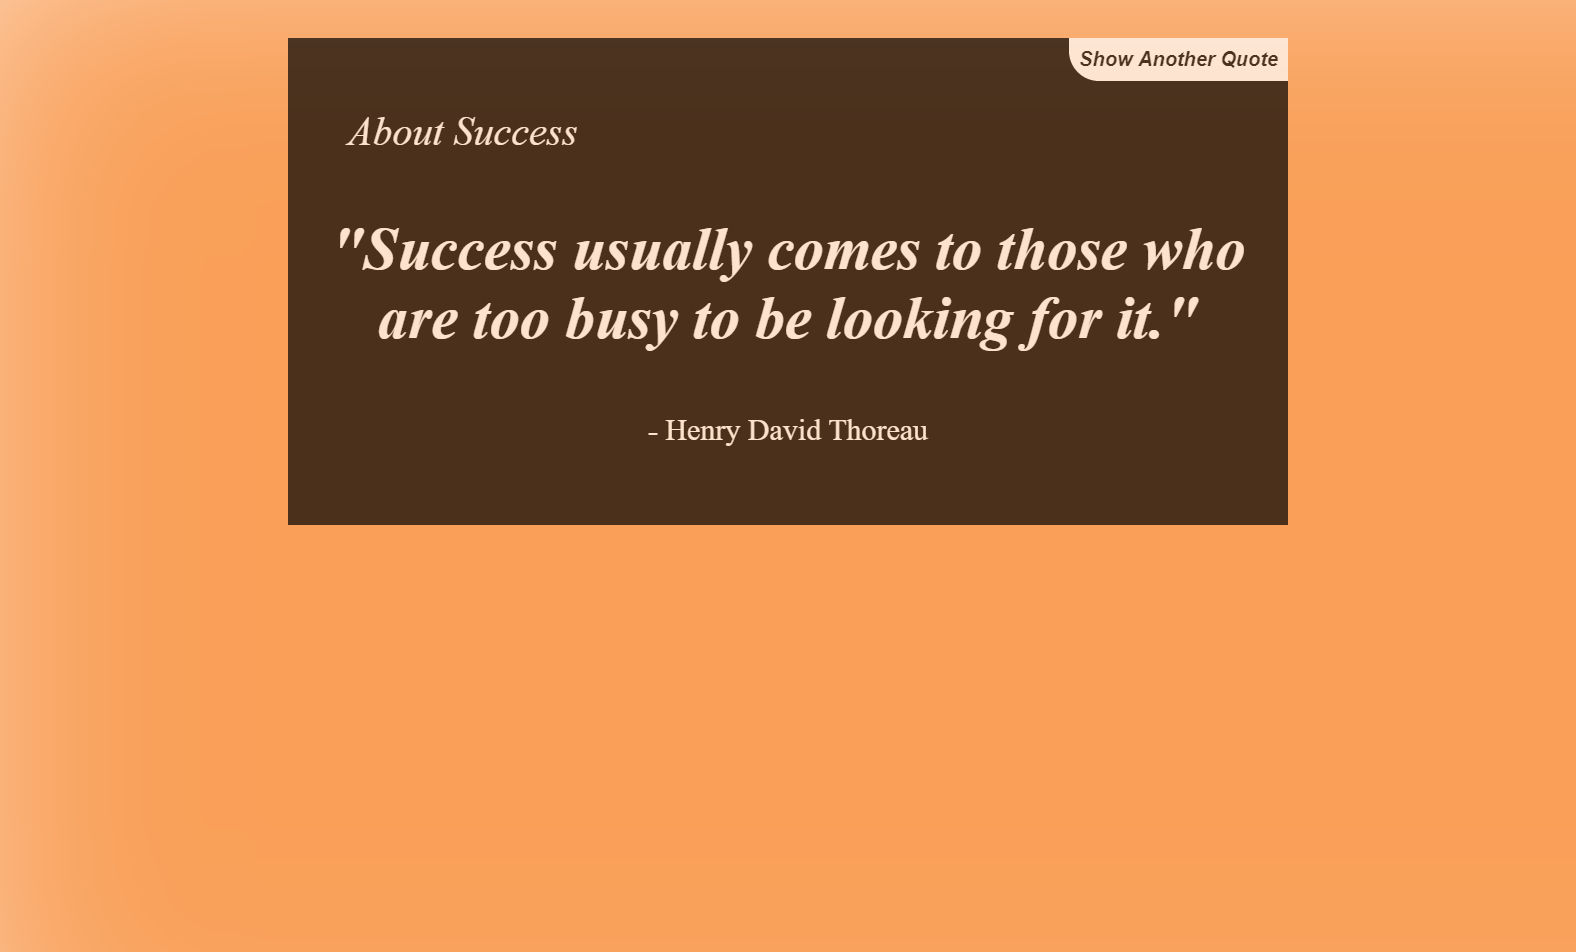 Show Another Quote
About Success
"Success usually comes to those who
are too busy to be looking for it."
- Henry David Thoreau